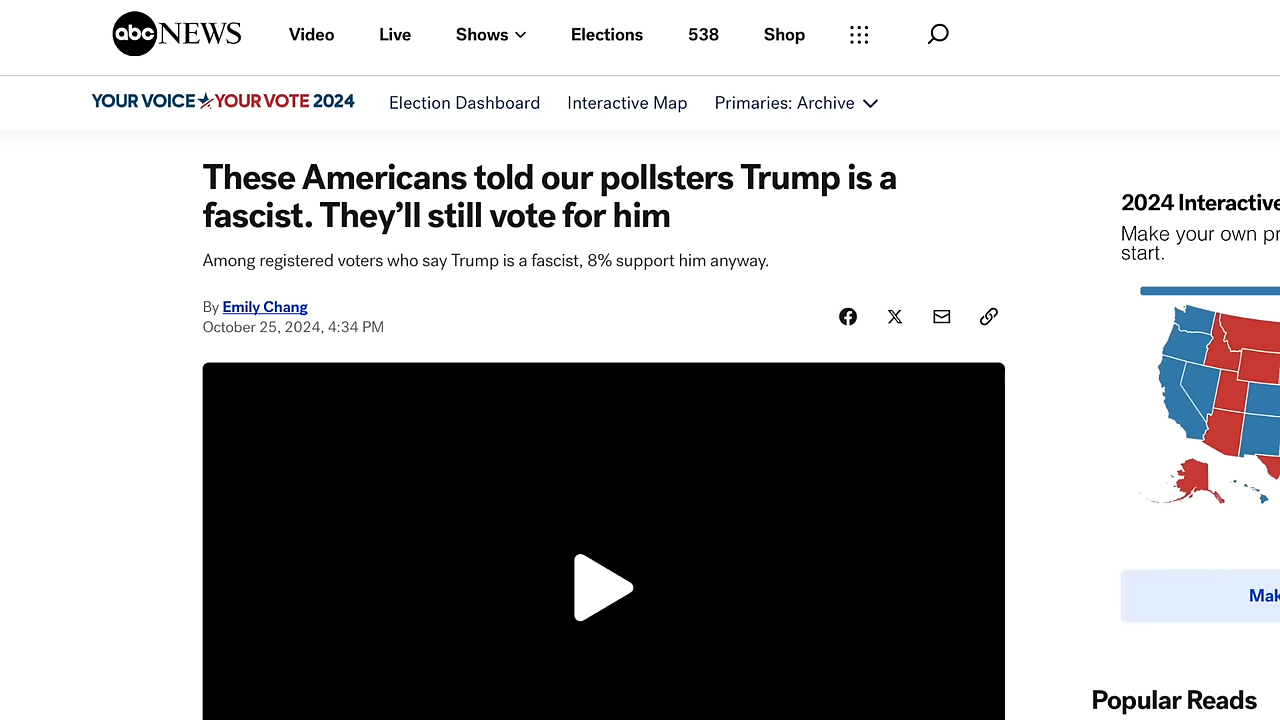 abc NEWS Video Live Shows Elections 538 Shop
YOUR VOICE YOUR VOTE 2024 Election Dashboard Interactive Map Primaries: Archive
These Americans told our pollsters Trump is a
fascist. They’ll still vote for him
Among registered voters who say Trump is a fascist, 8% support him anyway.
By Emily Chang
October 25, 2024, 4:34 PM
2024 Interactive
Make your own pr
start.
Mak
Popular Reads